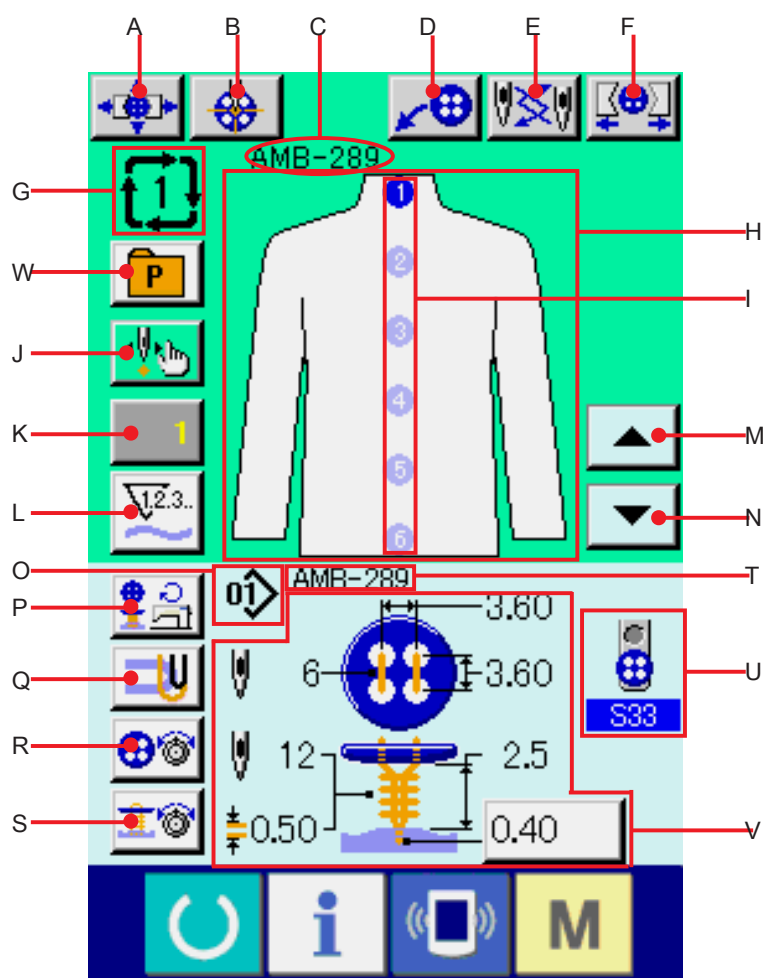 A B C D E F
AMB-289
G 1 1 H
W P 2 I
J 3
K 1 4 M
L 1.2.3.. 5 N
6
O 01 AMB-289 T
P 3.60
Q 6 3.60 U
S33
R 12 2.5
S 0.50 0.40 V
i M